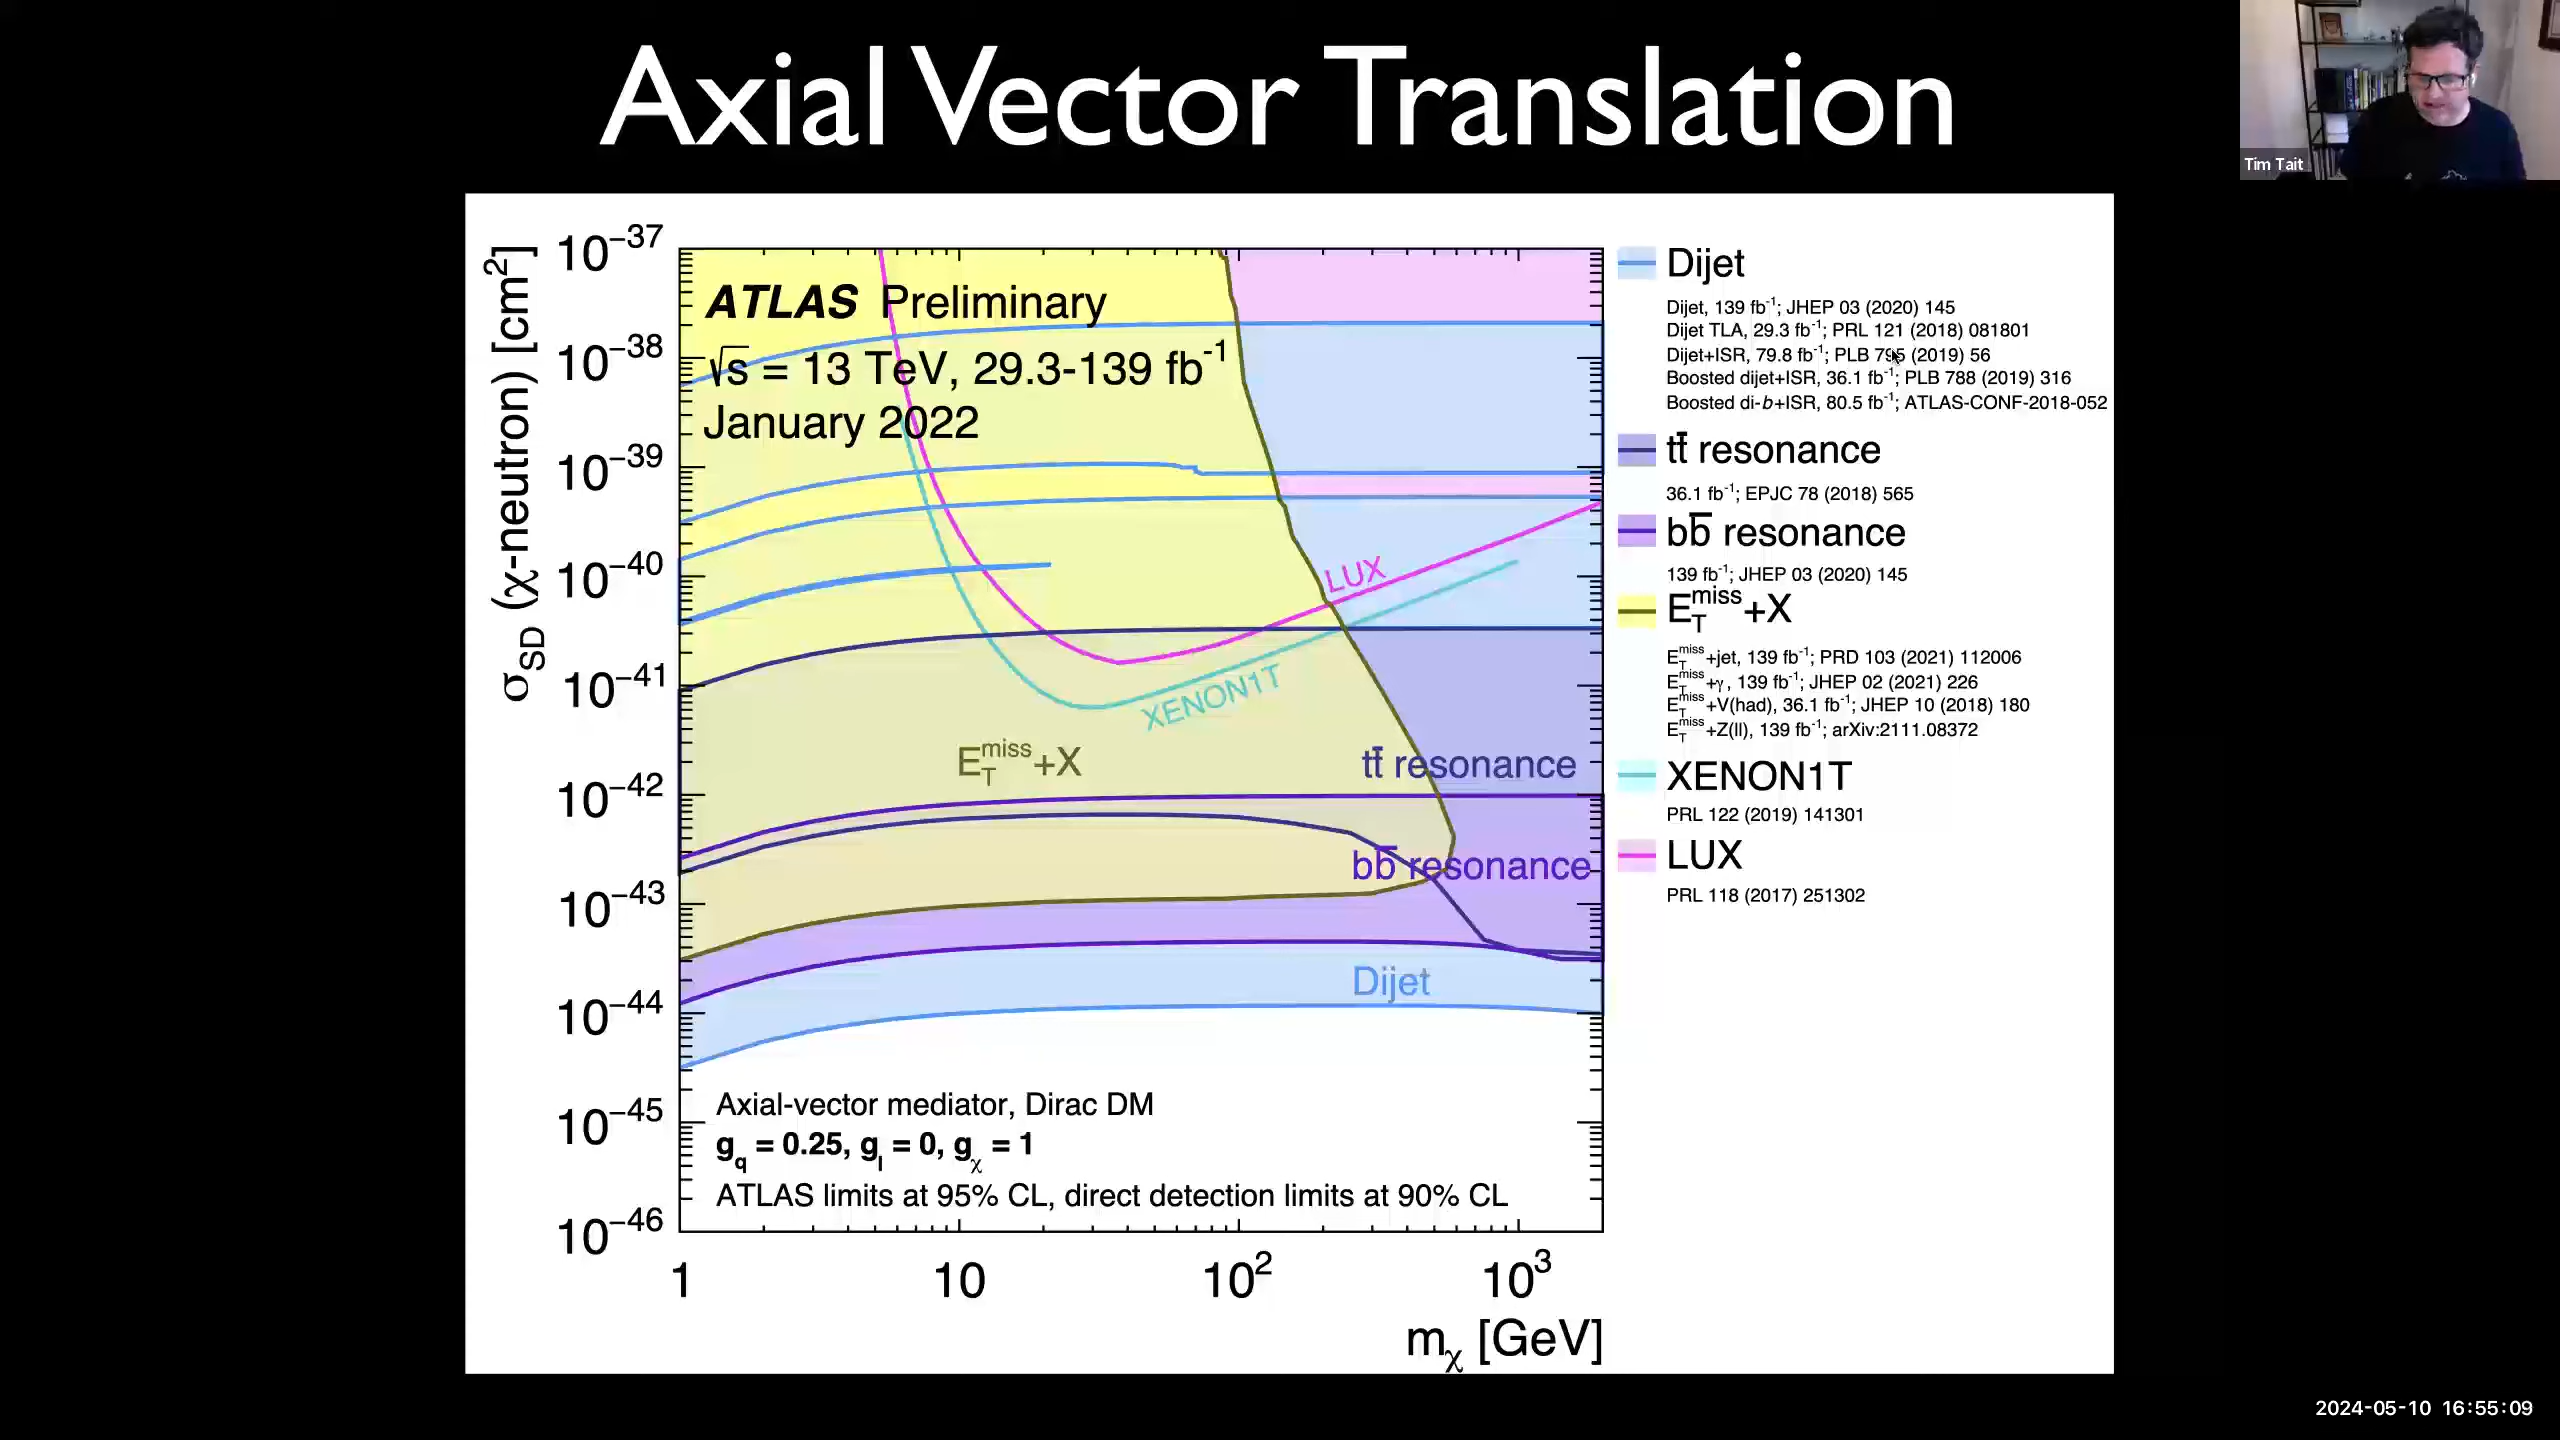 Axial Vector Translation
Tim Tait
10⁻³⁷
10⁻³⁸
10⁻³⁹
10⁻⁴⁰
10⁻⁴¹
10⁻⁴²
10⁻⁴³
10⁻⁴⁴
10⁻⁴⁵
10⁻⁴⁶
σ_SD (χ-neutron) [cm²]
ATLAS Preliminary
√s = 13 TeV, 29.3-139 fb⁻¹
January 2022
LUX
XENON1T
E_T^miss+X
tt̄ resonance
bb̄ resonance
Dijet
Axial-vector mediator, Dirac DM
g_q = 0.25, g_l = 0, g_χ = 1
ATLAS limits at 95% CL, direct detection limits at 90% CL
1 10 10² 10³
m_χ [GeV]
Dijet
Dijet, 139 fb⁻¹; JHEP 03 (2020) 145
Dijet TLA, 29.3 fb⁻¹; PRL 121 (2018) 081801
Dijet+ISR, 79.8 fb⁻¹; PLB 795 (2019) 56
Boosted dijet+ISR, 36.1 fb⁻¹; PLB 788 (2019) 316
Boosted di-b+ISR, 80.5 fb⁻¹; ATLAS-CONF-2018-052
tt̄ resonance
36.1 fb⁻¹; EPJC 78 (2018) 565
bb̄ resonance
139 fb⁻¹; JHEP 03 (2020) 145
E_T^miss+X
E_T^miss+jet, 139 fb⁻¹; PRD 103 (2021) 112006
E_T^miss+γ, 139 fb⁻¹; JHEP 02 (2021) 226
E_T^miss+V(had), 36.1 fb⁻¹; JHEP 10 (2018) 180
E_T^miss+Z(ll), 139 fb⁻¹; arXiv:2111.08372
XENON1T
PRL 122 (2019) 141301
LUX
PRL 118 (2017) 251302
2024-05-10 16:55:09